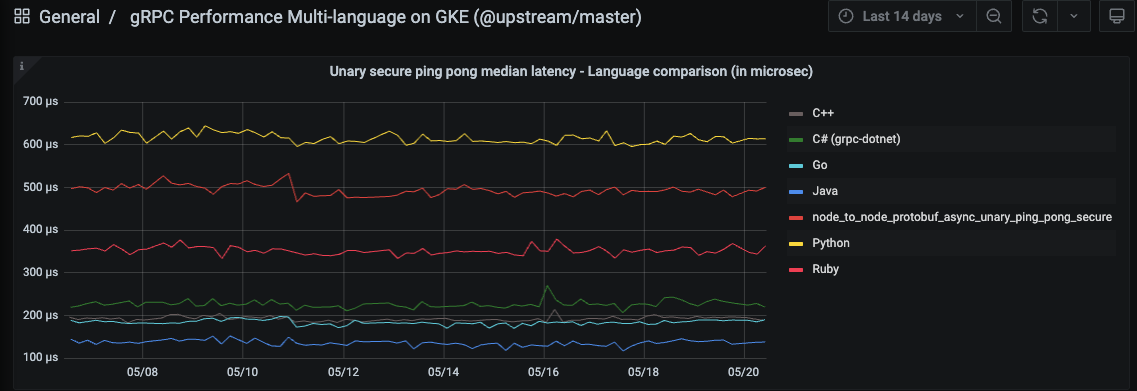 General / gRPC Performance Multi-language on GKE (@upstream/master)
Last 14 days
i
Unary secure ping pong median latency - Language comparison (in microsec)
700 µs
600 µs
500 µs
400 µs
300 µs
200 µs
100 µs
05/08 05/10 05/12 05/14 05/16 05/18 05/20
C++
C# (grpc-dotnet)
Go
Java
node_to_node_protobuf_async_unary_ping_pong_secure
Python
Ruby